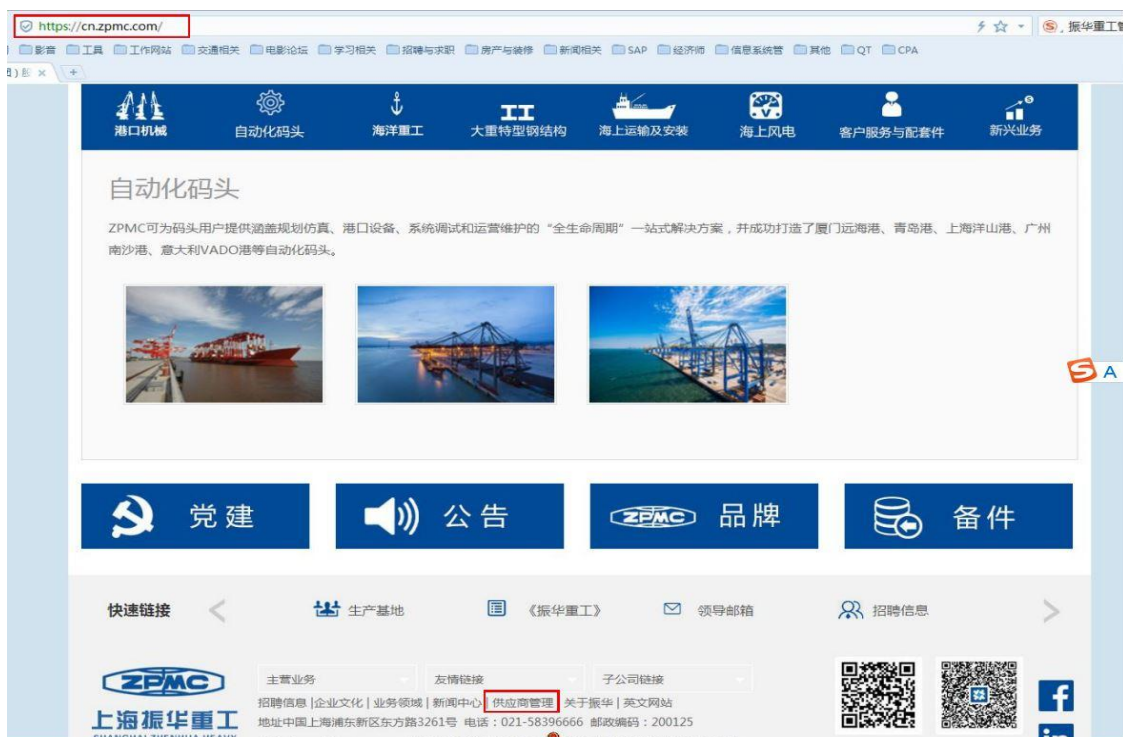 https://cn.zpmc.com/
振华重工
影音 工具 工作网站 交通相关 电影论坛 学习相关 招聘与求职 房产与装修 新闻相关 SAP 经济师 信息系统管 其他 QT CPA
港口机械 自动化码头 海洋重工 大重特型钢结构 海上运输及安装 海上风电 客户服务与配套件 新兴业务
自动化码头
ZPMC可为码头用户提供涵盖规划仿真、港口设备、系统调试和运营维护的“全生命周期”一站式解决方案，并成功打造了厦门远海港、青岛港、上海洋山港、广州
南沙港、意大利VADO港等自动化码头。
A
党建 公告 ZPMC 品牌 备件
快速链接 生产基地 《振华重工》 领导邮箱 招聘信息
ZPMC
上海振华重工
主营业务 友情链接 子公司链接
招聘信息|企业文化|业务领域|新闻中心|供应商管理|关于振华|英文网站
地址中国上海浦东新区东方路3261号 电话：021-58396666 邮政编码：200125